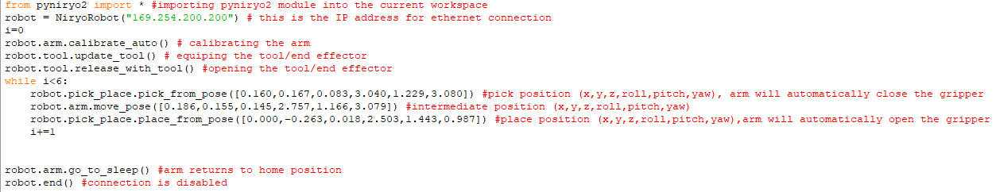 from pyniryo2 import * #importing pyniryo2 module into the current workspace
robot = NiryoRobot("169.254.200.200") # this is the IP address for ethernet connection
i=0
robot.arm.calibrate_auto() # calibrating the arm
robot.tool.update_tool() # equiping the tool/end effector
robot.tool.release_with_tool() #opening the tool/end effector
while i<6:
    robot.pick_place.pick_from_pose([0.160,0.167,0.083,3.040,1.229,3.080]) #pick position (x,y,z,roll,pitch,yaw), arm will automatically close the gripper
    robot.arm.move_pose([0.186,0.155,0.145,2.757,1.166,3.079]) #intermediate position (x,y,z,roll,pitch,yaw)
    robot.pick_place.place_from_pose([0.000,-0.263,0.018,2.503,1.443,0.987]) #place position (x,y,z,roll,pitch,yaw),arm will automatically open the gripper
    i+=1
robot.arm.go_to_sleep() #arm returns to home position
robot.end() #connection is disabled